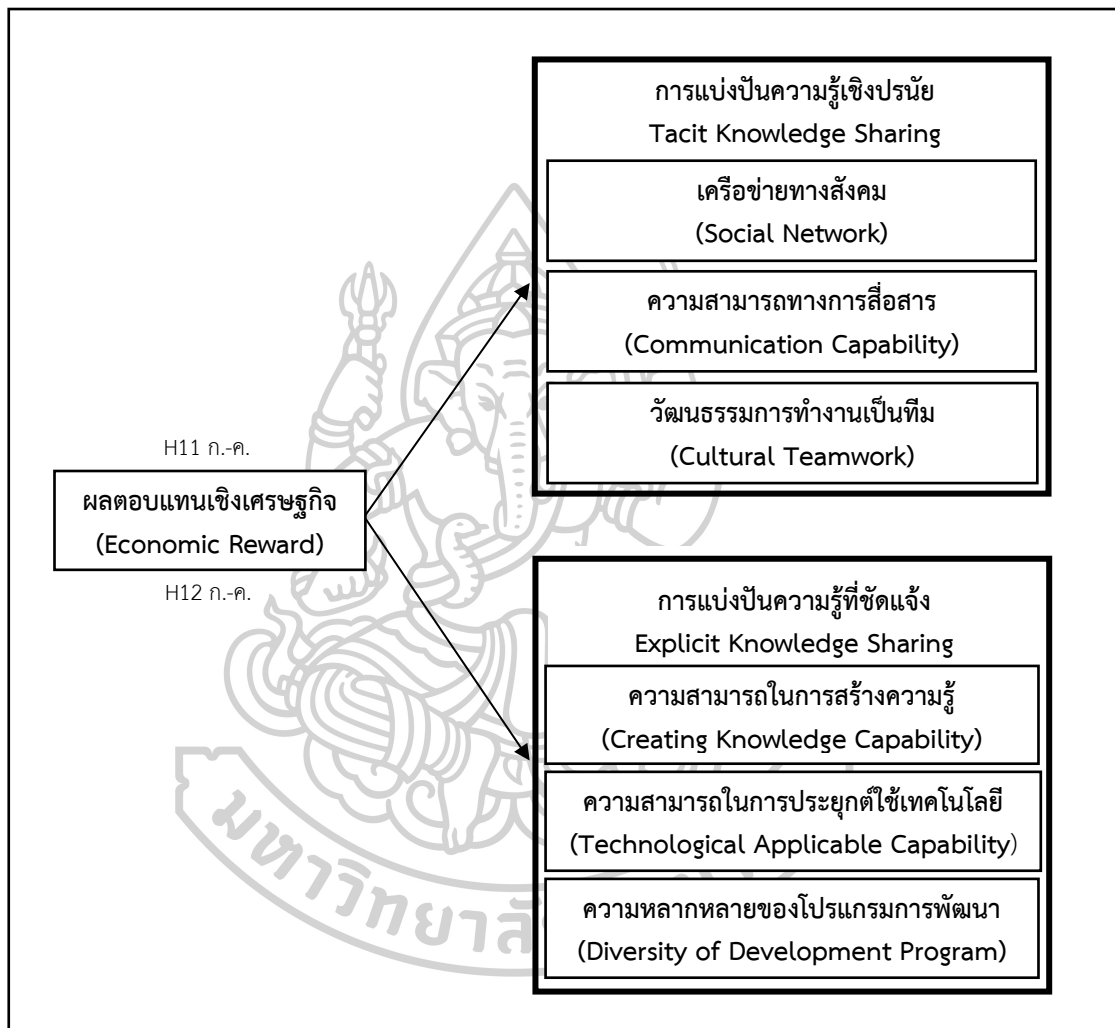 การแบ่งปันความรู้เชิงปรนัย
Tacit Knowledge Sharing
เครือข่ายทางสังคม
(Social Network)
ความสามารถทางการสื่อสาร
(Communication Capability)
วัฒนธรรมการทำงานเป็นทีม
(Cultural Teamwork)
H11 ก.-ค.
ผลตอบแทนเชิงเศรษฐกิจ
(Economic Reward)
H12 ก.-ค.
การแบ่งปันความรู้ที่ชัดแจ้ง
Explicit Knowledge Sharing
ความสามารถในการสร้างความรู้
(Creating Knowledge Capability)
ความสามารถในการประยุกต์ใช้เทคโนโลยี
(Technological Applicable Capability)
ความหลากหลายของโปรแกรมการพัฒนา
(Diversity of Development Program)